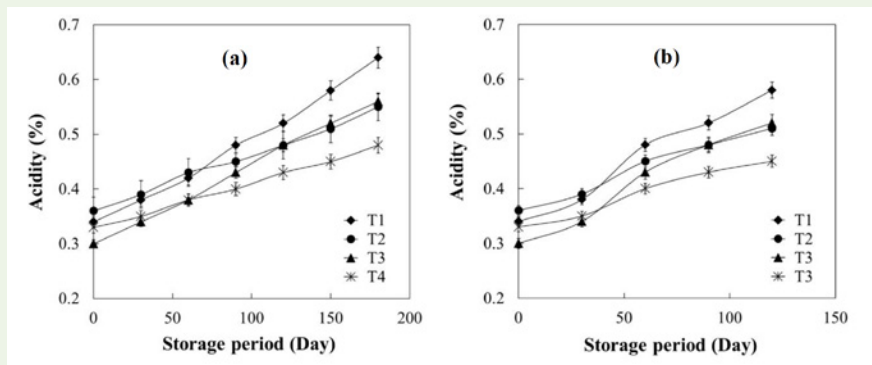 (a)
Acidity (%)
0.7
0.6
0.5
0.4
0.3
0.2
T1
T2
T3
T4
0 50 100 150 200
Storage period (Day)
(b)
Acidity (%)
0.7
0.6
0.5
0.4
0.3
0.2
T1
T2
T3
T3
0 50 100 150
Storage period (Day)